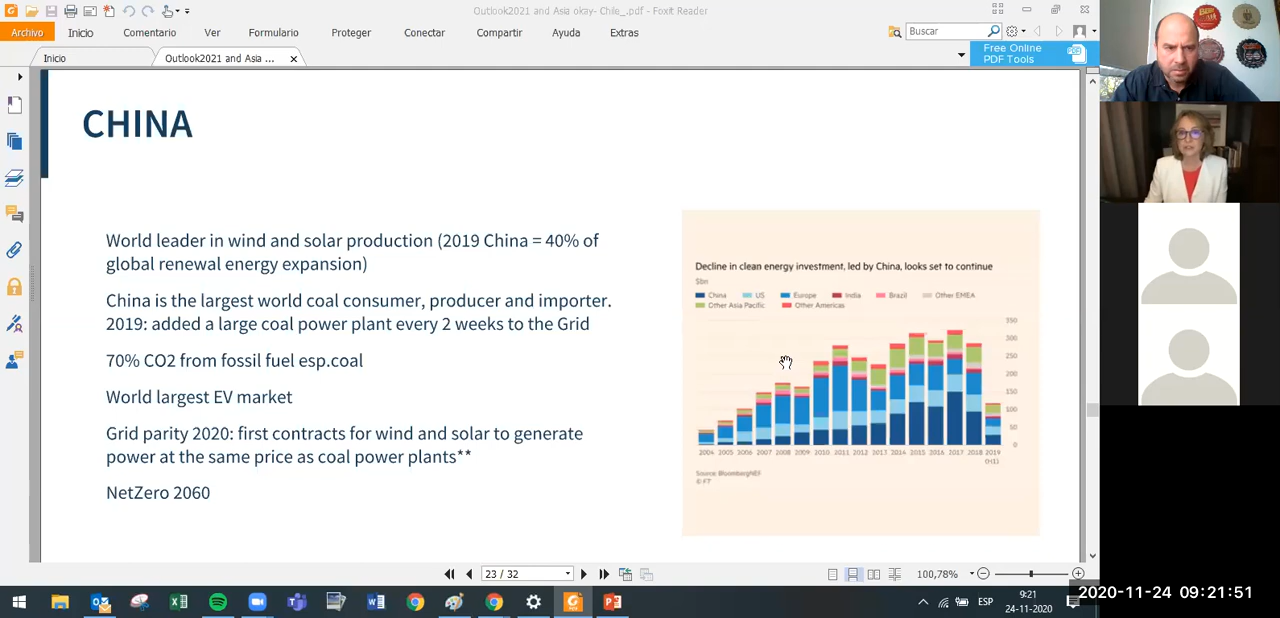 Outlook2021 and Asia okay- Chile_.pdf - Foxit Reader
Archivo Inicio Comentario Ver Formulario Proteger Conectar Compartir Ayuda Extras
Buscar
Inicio
Outlook2021 and Asia ... ×
Free Online
PDF Tools
CHINA
World leader in wind and solar production (2019 China = 40% of
global renewal energy expansion)
China is the largest world coal consumer, producer and importer.
2019: added a large coal power plant every 2 weeks to the Grid
70% CO2 from fossil fuel esp.coal
World largest EV market
Grid parity 2020: first contracts for wind and solar to generate
power at the same price as coal power plants**
NetZero 2060
Decline in clean energy investment, led by China, looks set to continue
$bn
China US Europe India Brazil Other EMEA
Other Asia Pacific Other Americas
350
300
250
200
150
100
50
0
2004 2005 2006 2007 2008 2009 2010 2011 2012 2013 2014 2015 2016 2017 2018 2019
(H1)
Source: BloombergNEF
© FT
23 / 32
100,78%
ESP
9:21
24-11-2020
2020-11-24 09:21:51